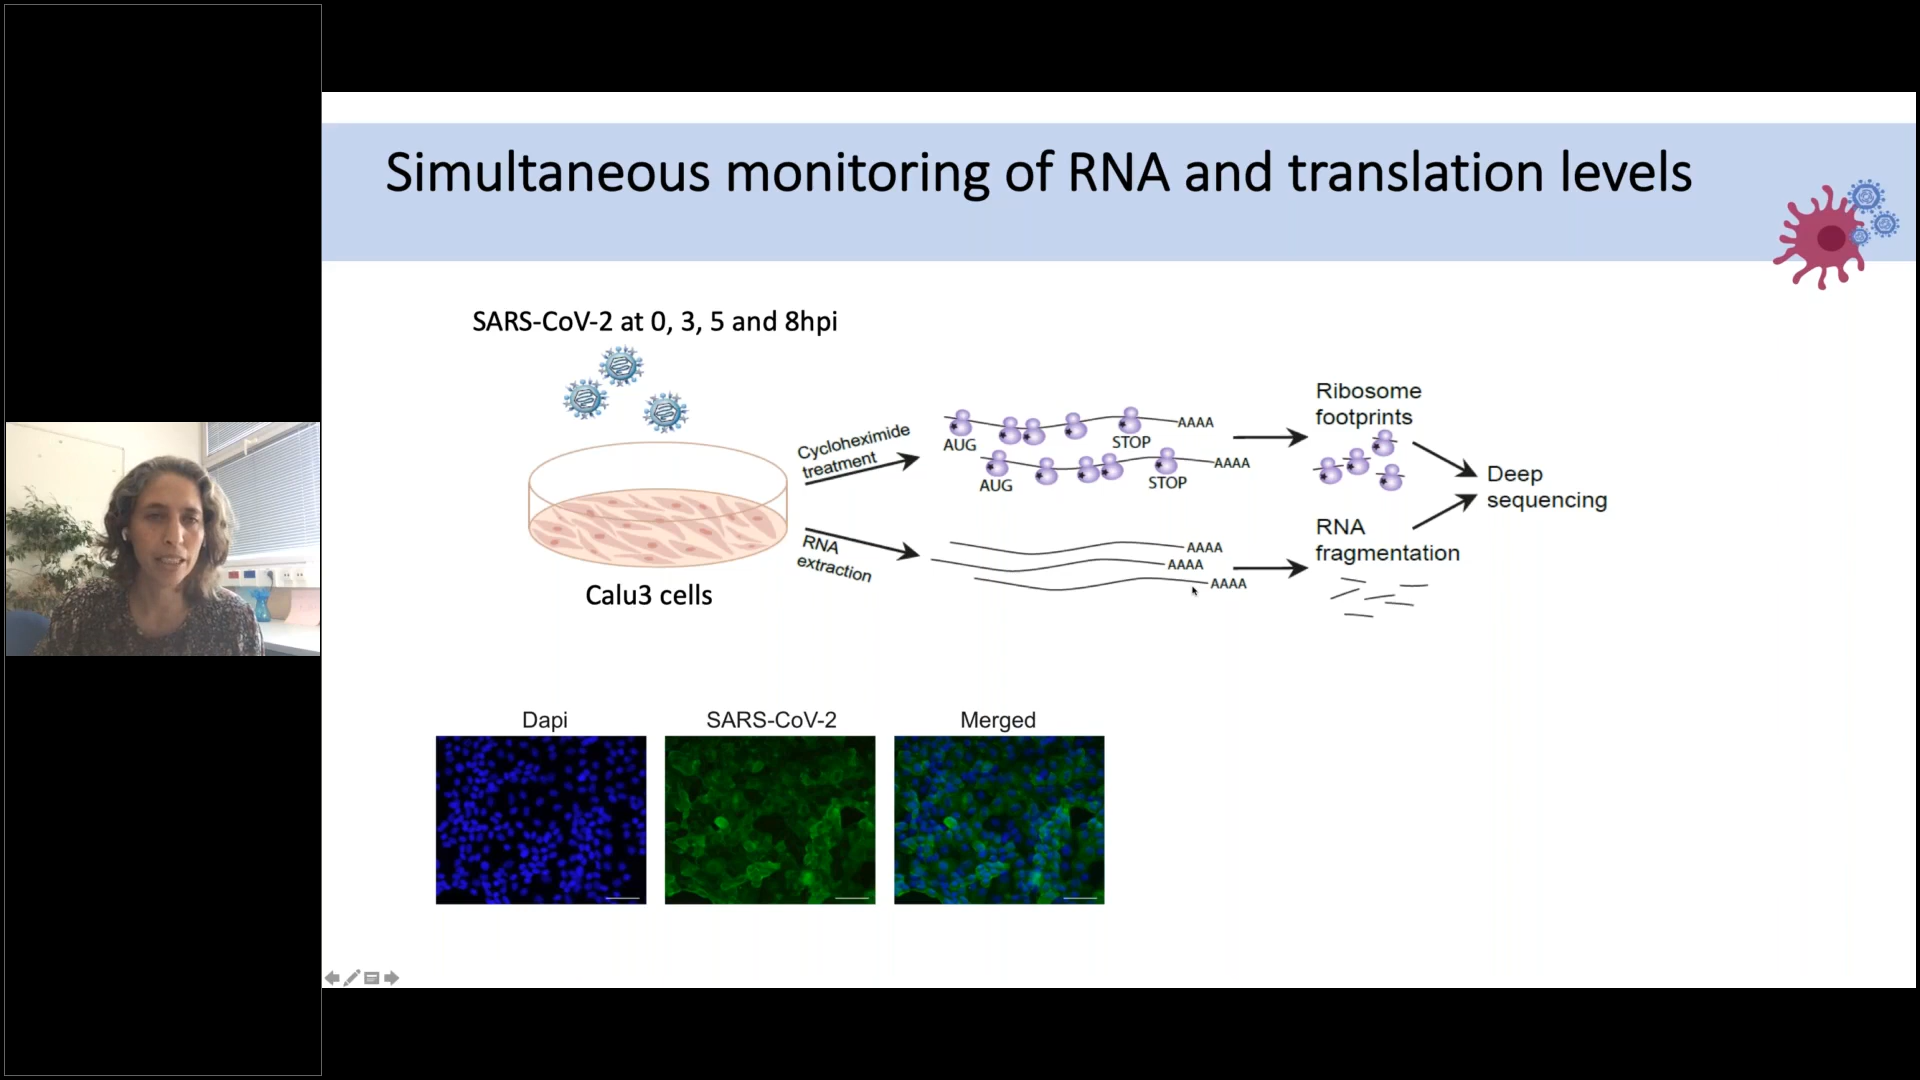 Simultaneous monitoring of RNA and translation levels
SARS-CoV-2 at 0, 3, 5 and 8hpi
Calu3 cells
Cycloheximide
treatment
RNA
extraction
AUG
STOP
AAAA
AUG
STOP
AAAA
AAAA
AAAA
AAAA
Ribosome
footprints
RNA
fragmentation
Deep
sequencing
Dapi
SARS-CoV-2
Merged